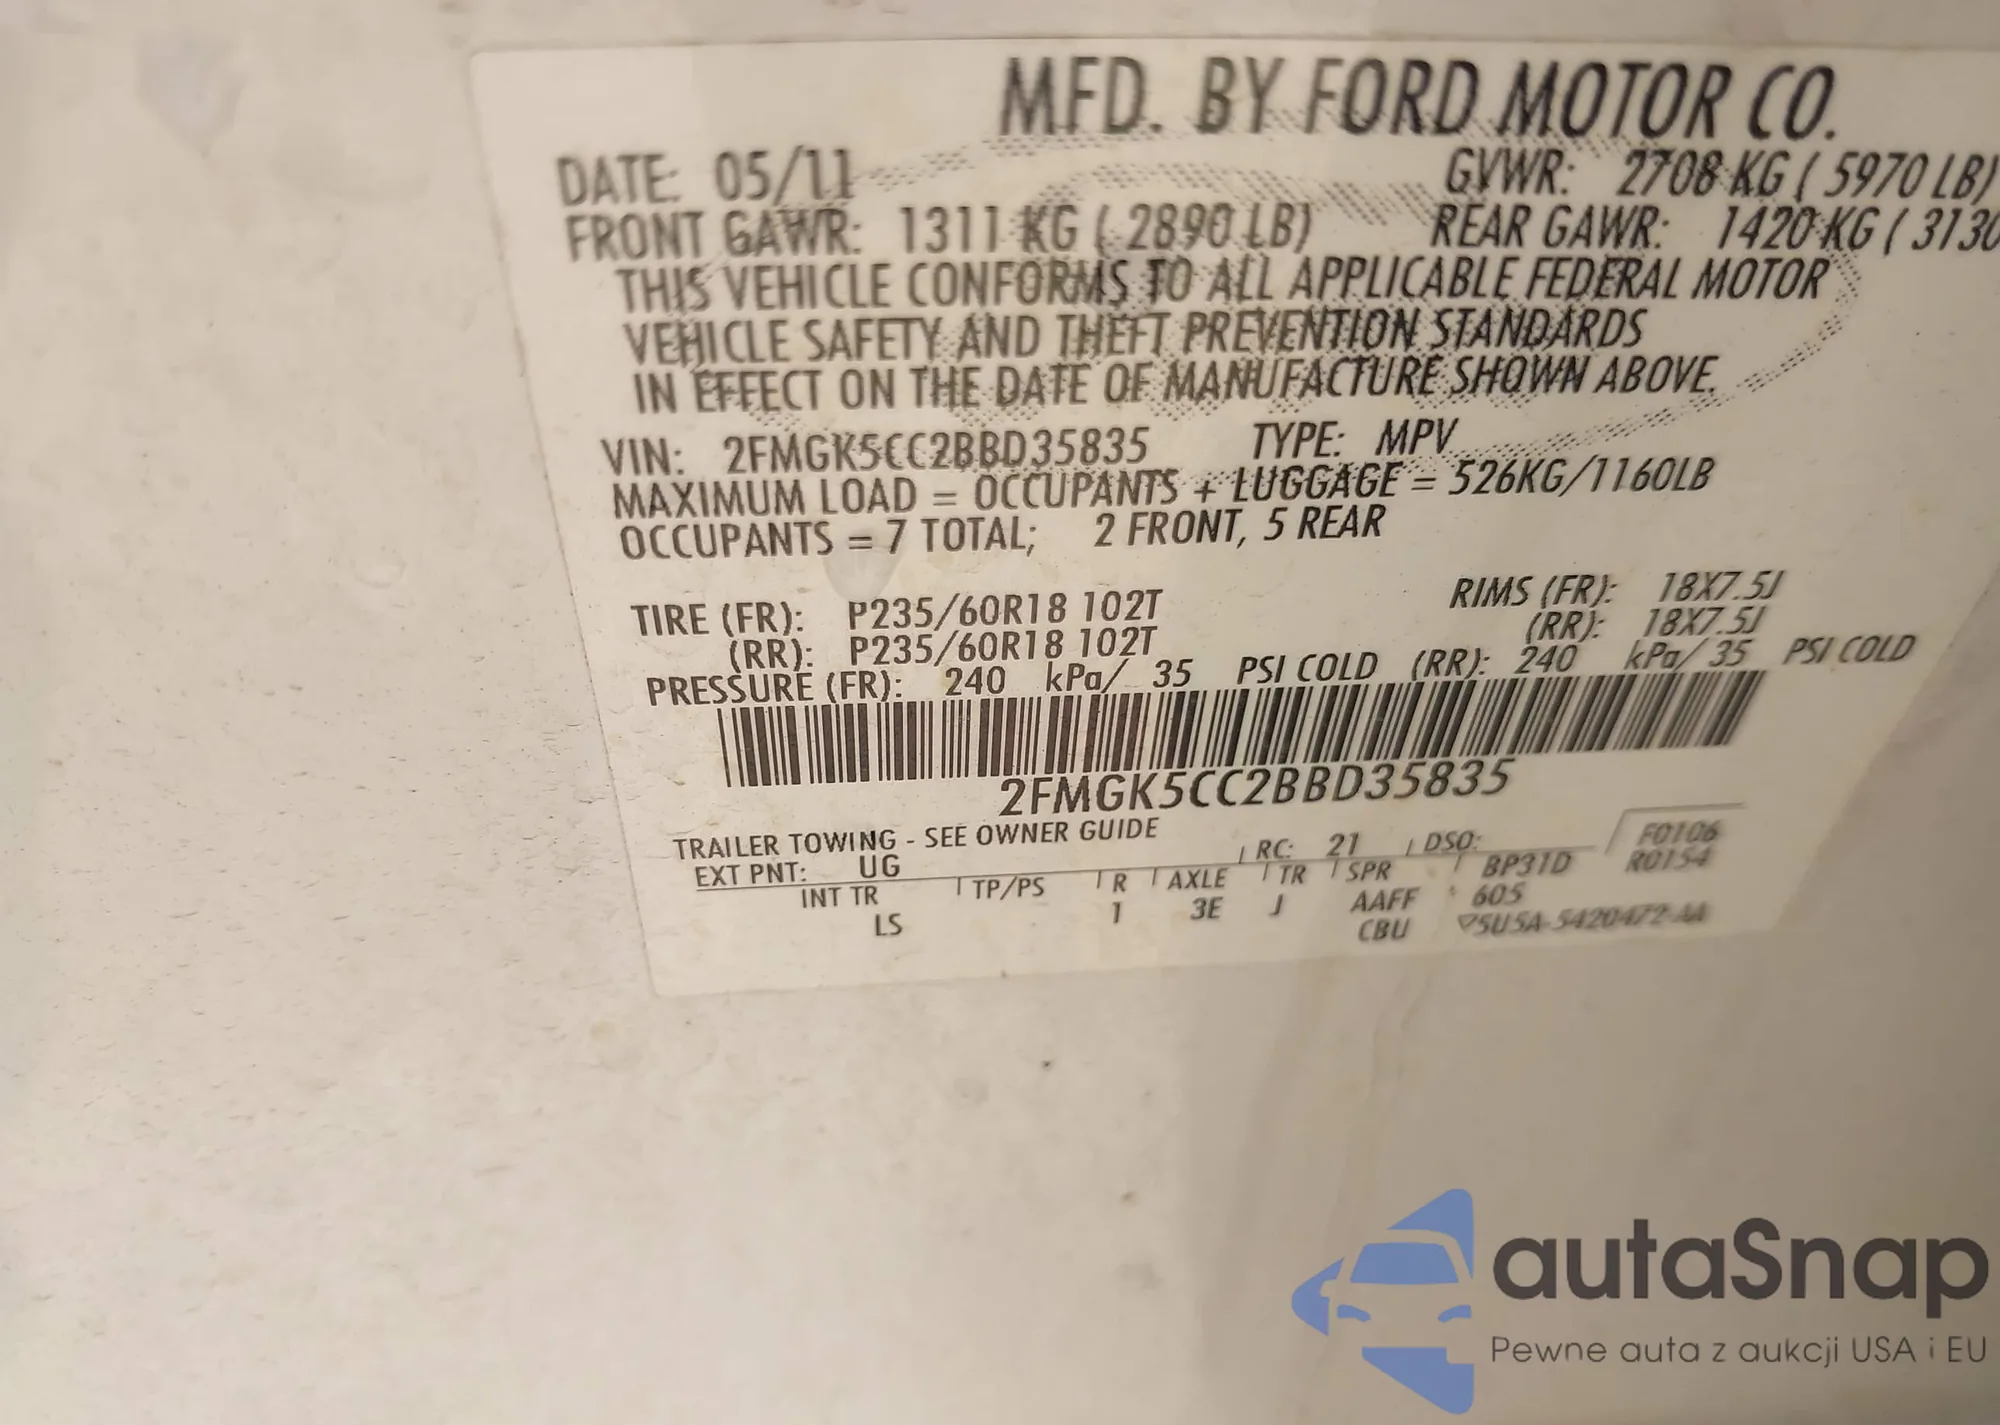 MFD. BY FORD MOTOR CO.
DATE: 05/11 GVWR: 2708 KG ( 5970 LB)
FRONT GAWR: 1311 KG ( 2890 LB) REAR GAWR: 1420 KG ( 3130
THIS VEHICLE CONFORMS TO ALL APPLICABLE FEDERAL MOTOR
VEHICLE SAFETY AND THEFT PREVENTION STANDARDS
IN EFFECT ON THE DATE OF MANUFACTURE SHOWN ABOVE.
VIN: 2FMGK5CC2BBD35835 TYPE: MPV
MAXIMUM LOAD = OCCUPANTS + LUGGAGE = 526KG/1160LB
OCCUPANTS = 7 TOTAL; 2 FRONT, 5 REAR
TIRE (FR): P235/60R18 102T RIMS (FR): 18X7.5J
(RR): P235/60R18 102T (RR): 18X7.5J
PRESSURE (FR): 240 kPa/ 35 PSI COLD (RR): 240 kPa/ 35 PSI COLD
2FMGK5CC2BBD35835
TRAILER TOWING - SEE OWNER GUIDE
EXT PNT: UG RC: 21 DSO: F0106
INT TR TP/PS R AXLE TR SPR BP31D R0154
LS 1 3E J AAFF 605
CBU 5U5A-5420472-AA
autaSnap
Pewne auta z aukcji USA i EU